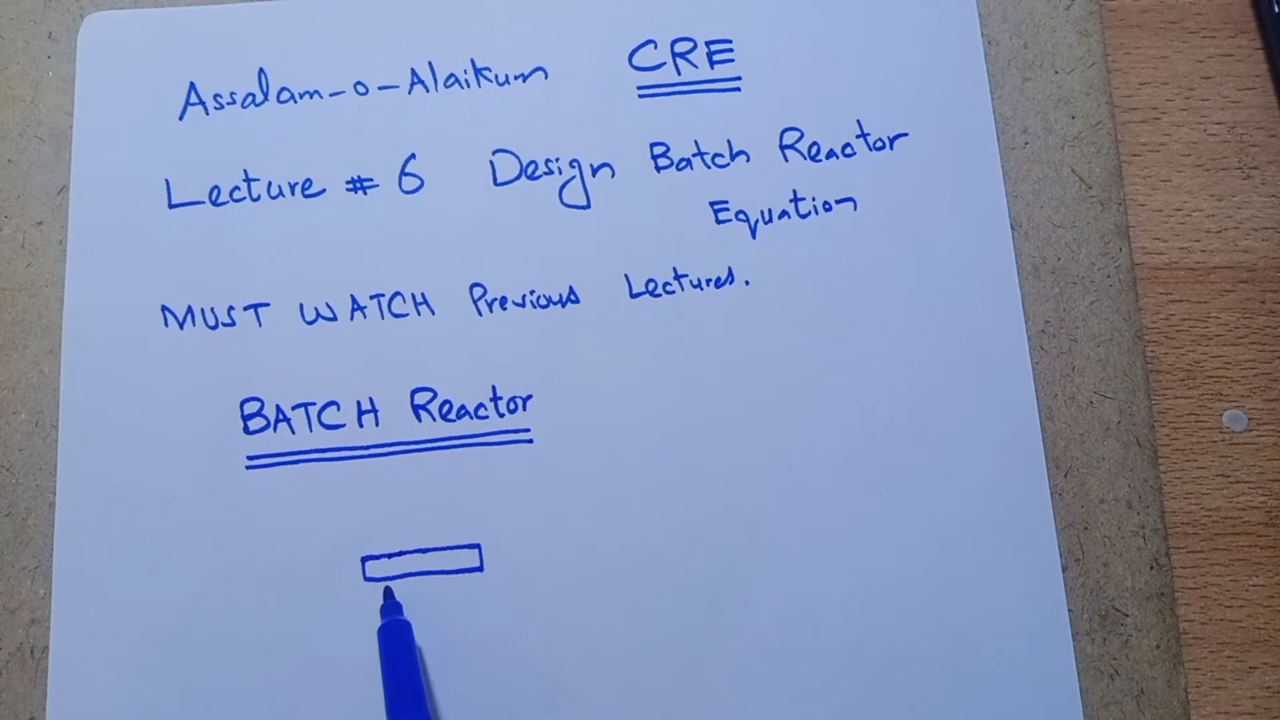 Assalam-o-Alaikum CRE
Lecture # 6 Design Batch Reactor
Equation
MUST WATCH Previous Lectures.
BATCH Reactor